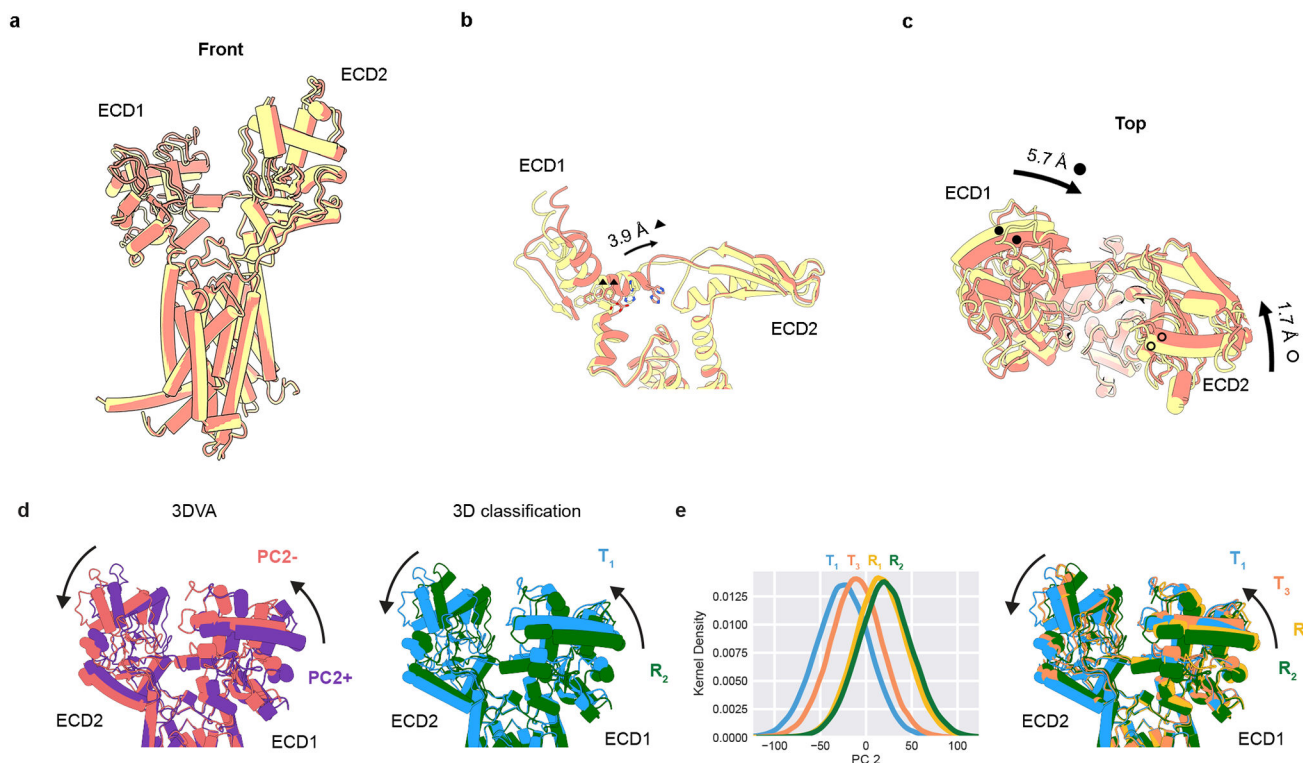 a
Front
ECD1
ECD2
b
ECD1
3.9 Å ▲
ECD2
c
Top
5.7 Å ●
ECD1
1.7 Å ○
ECD2
d
3DVA
PC2-
PC2+
ECD2
ECD1
3D classification
T1
R2
ECD2
ECD1
e
T1 T3 R1 R2
Kernel Density
0.0125
0.0100
0.0075
0.0050
0.0025
0.0000
-100 -50 0 50 100
PC 2
T1
T3
R
R2
ECD2
ECD1